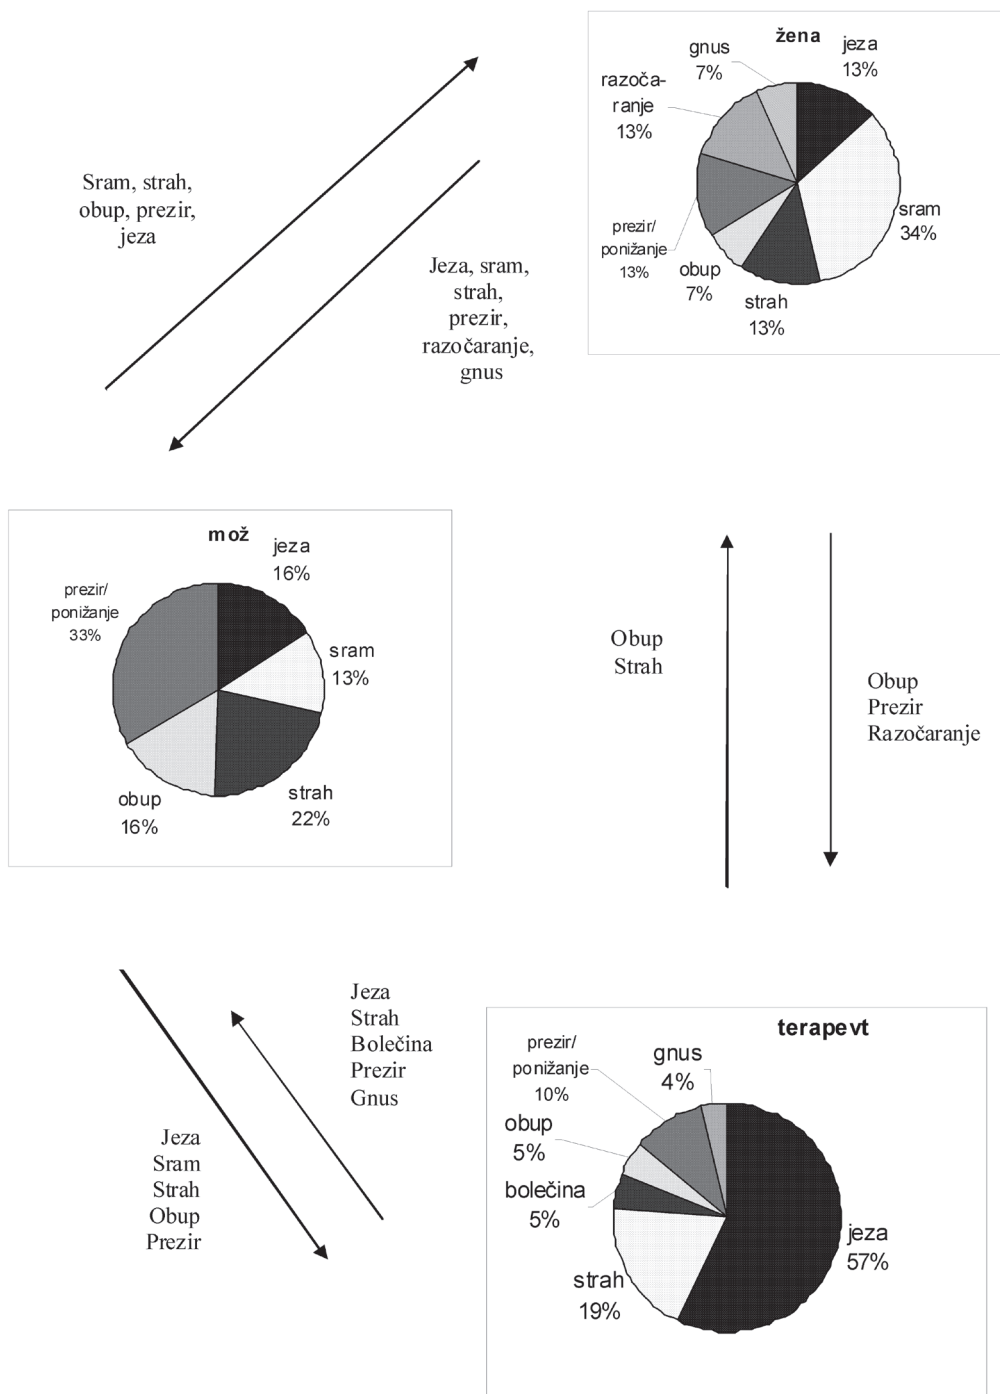 žena
gnus
7%
jeza
13%
razoča-
ranje
13%
sram
34%
prezir/
ponižanje
13%
obup
7%
strah
13%
Sram, strah,
obup, prezir,
jeza
Jeza, sram,
strah,
prezir,
razočaranje,
gnus
mož
jeza
16%
prezir/
ponižanje
33%
sram
13%
obup
16%
strah
22%
Obup
Strah
Obup
Prezir
Razočaranje
Jeza
Strah
Bolečina
Prezir
Gnus
Jeza
Sram
Strah
Obup
Prezir
terapevt
prezir/
ponižanje
10%
gnus
4%
obup
5%
bolečina
5%
jeza
57%
strah
19%